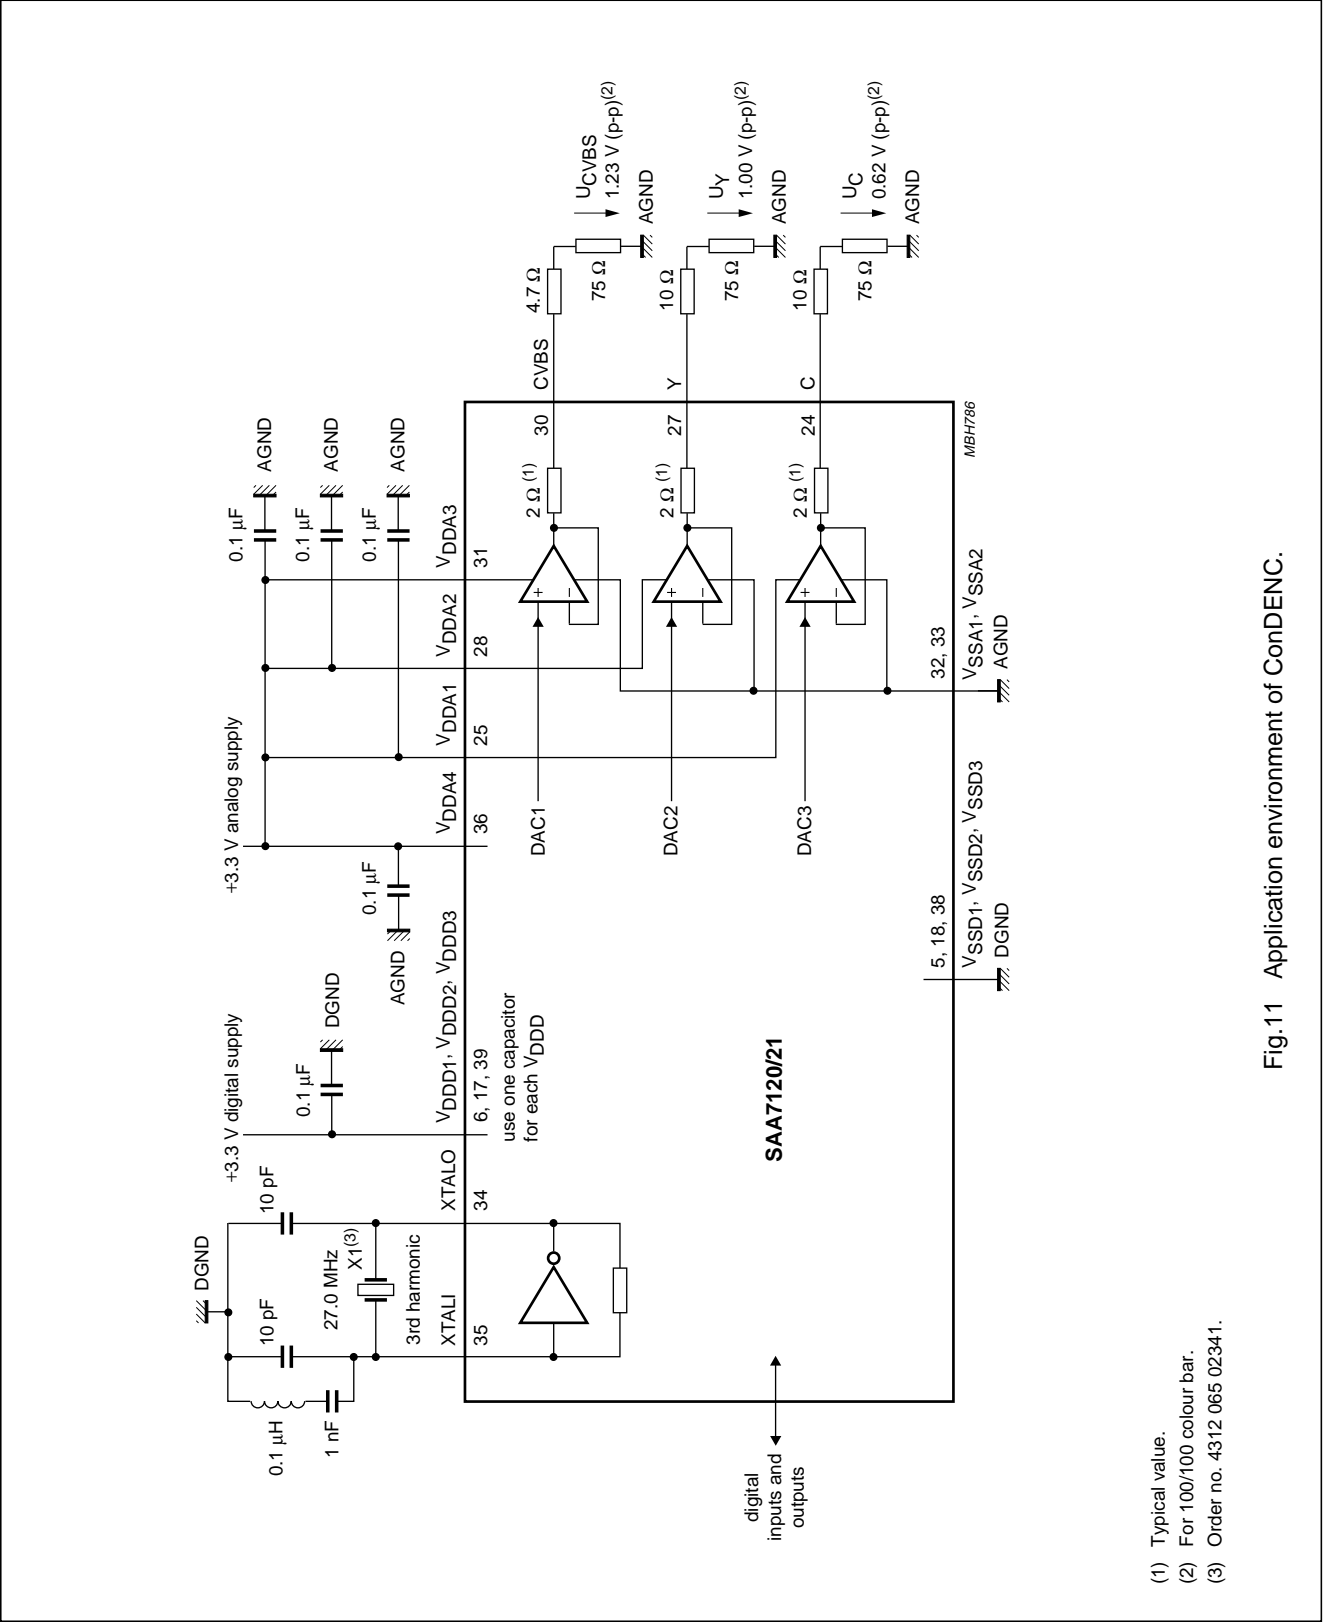 DGND
10 pF
10 pF
0.1 μH
1 nF
27.0 MHz
X1(3)
3rd harmonic
XTALI
XTALO
35
34
+3.3 V digital supply
0.1 μF
DGND
VDDD1, VDDD2, VDDD3
6, 17, 39
use one capacitor
for each VDDD
+3.3 V analog supply
0.1 μF
AGND
VDDA4
36
VDDA1
25
VDDA2
28
VDDA3
31
0.1 μF
AGND
0.1 μF
AGND
0.1 μF
AGND
DAC1
+
−
2 Ω (1)
30
CVBS
4.7 Ω
75 Ω
UCVBS
1.23 V (p-p)(2)
AGND
DAC2
+
−
2 Ω (1)
27
Y
10 Ω
75 Ω
UY
1.00 V (p-p)(2)
AGND
DAC3
+
−
2 Ω (1)
24
C
10 Ω
75 Ω
UC
0.62 V (p-p)(2)
AGND
SAA7120/21
digital
inputs and
outputs
5, 18, 38
VSSD1, VSSD2, VSSD3
DGND
32, 33
VSSA1, VSSA2
AGND
MBH786
(1) Typical value.
(2) For 100/100 colour bar.
(3) Order no. 4312 065 02341.
Fig.11 Application environment of ConDENC.